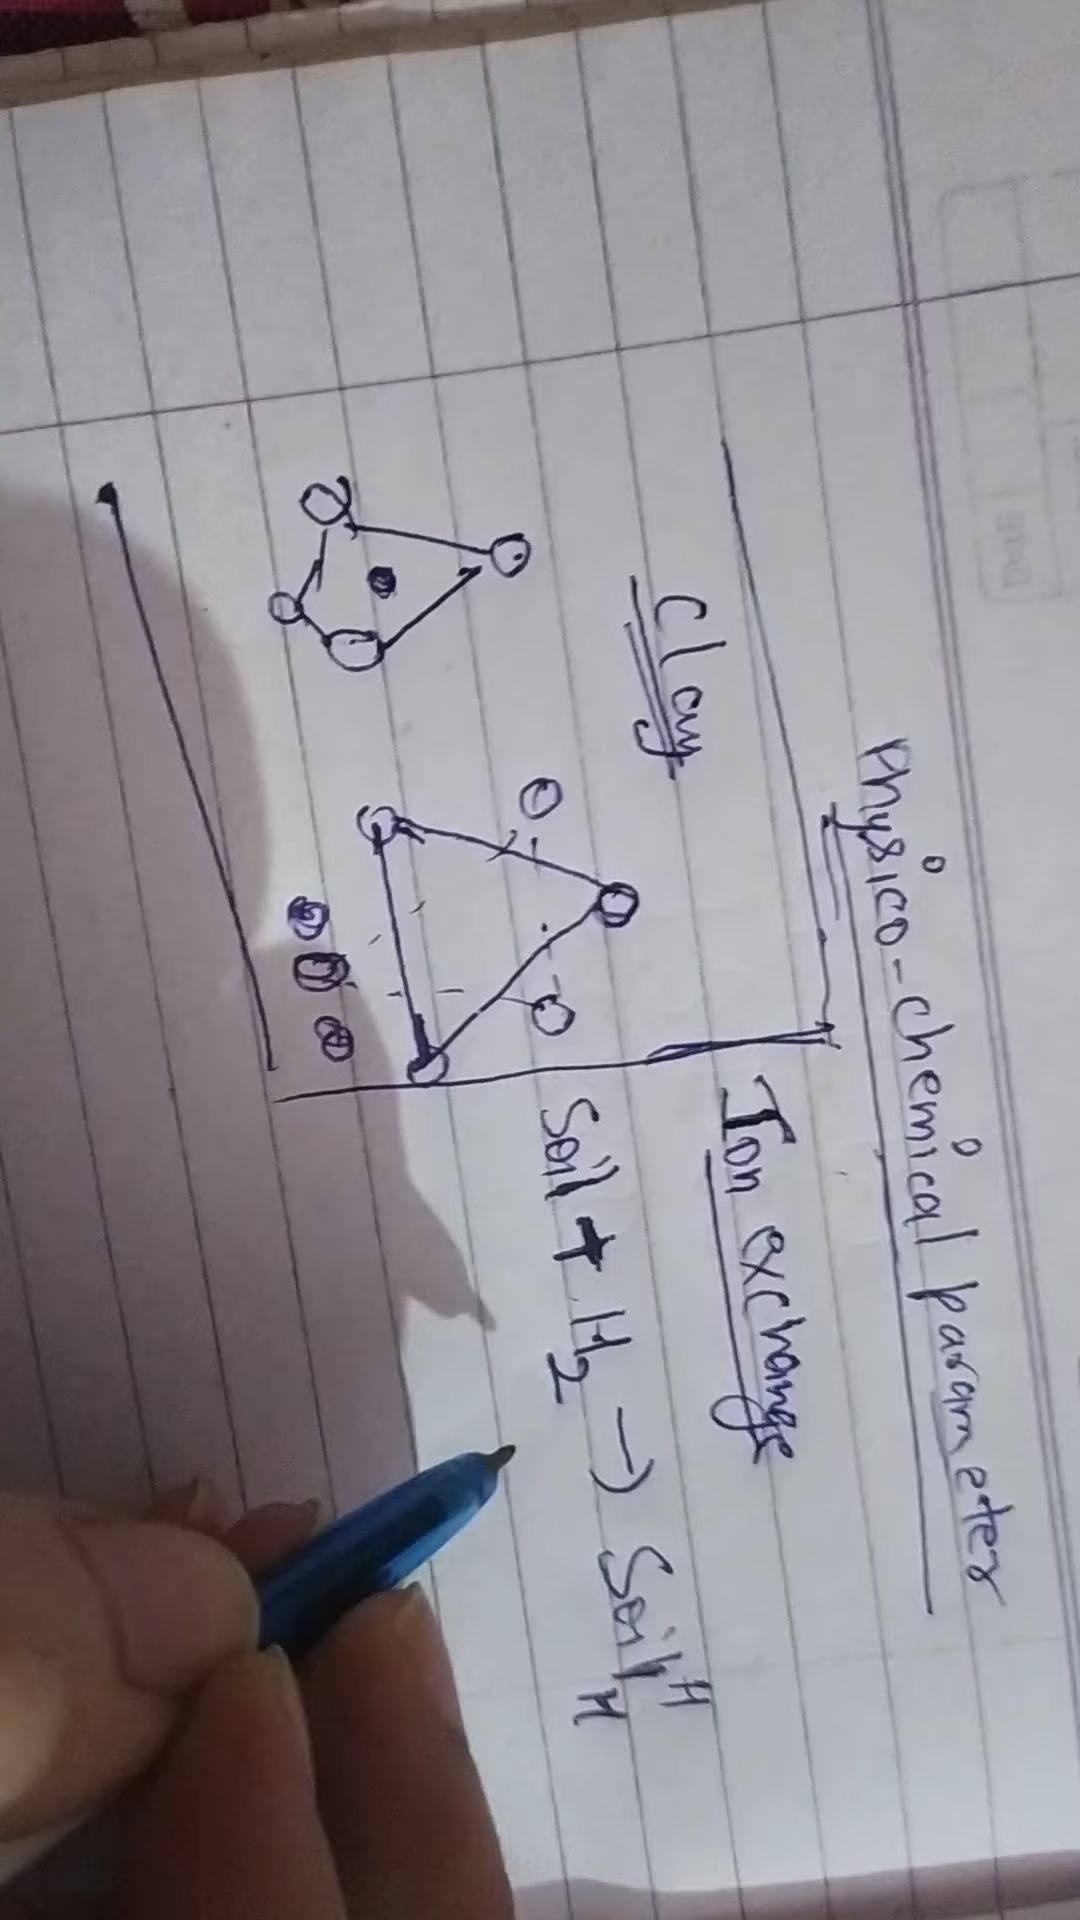 Physico-chemical parameter
Clay
Ion exchange
Soil + H2 → Soil H
H